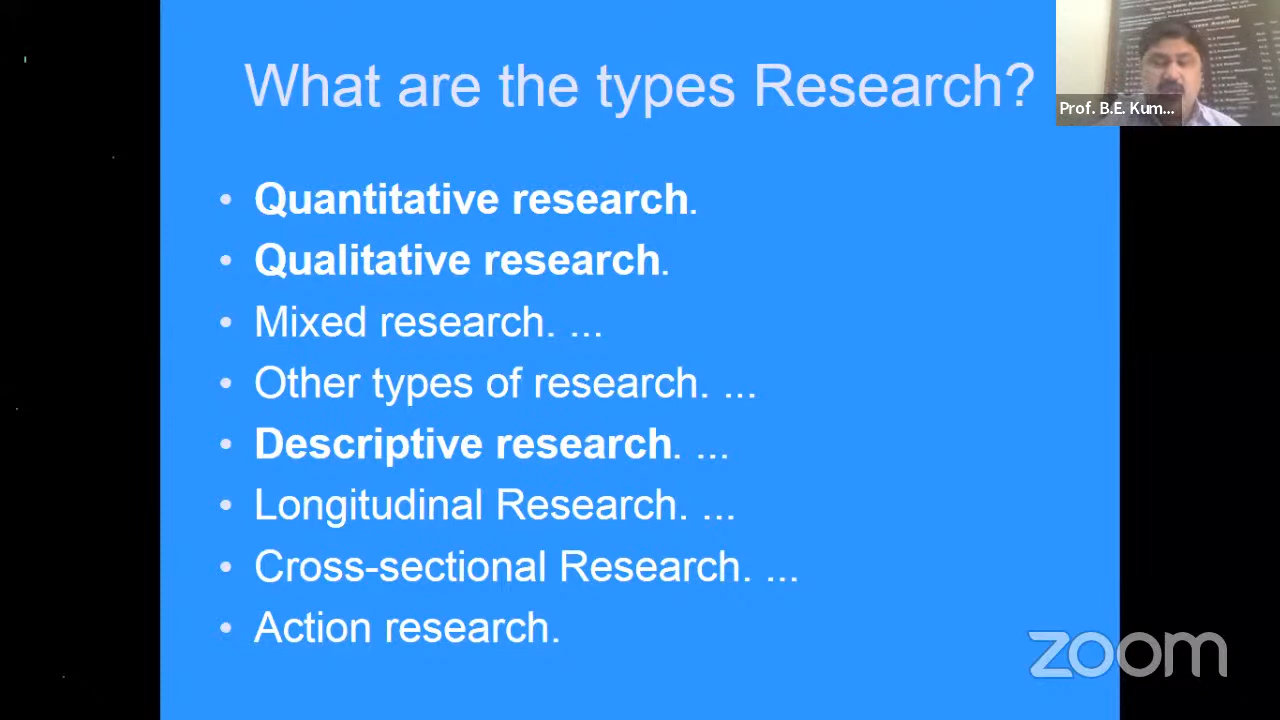 What are the types Research?
Prof. B.E. Kum...
• Quantitative research.
• Qualitative research.
• Mixed research. ...
• Other types of research. ...
• Descriptive research. ...
• Longitudinal Research. ...
• Cross-sectional Research. ...
• Action research.
zoom